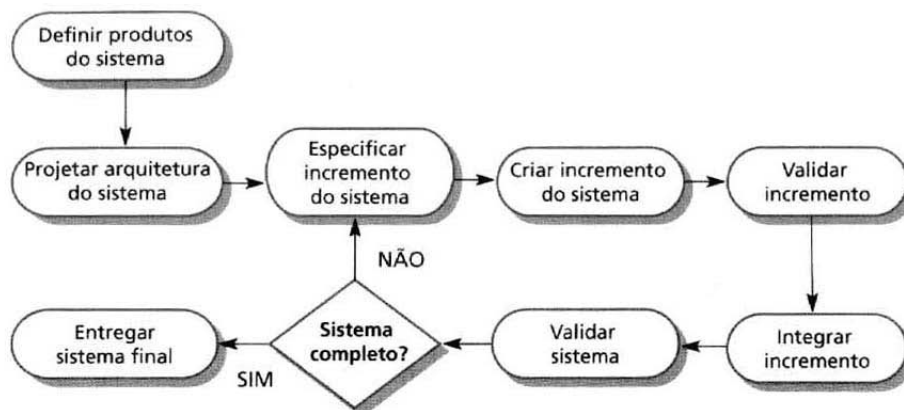 Definir produtos
do sistema
Projetar arquitetura
do sistema
Especificar
incremento
do sistema
Criar incremento
do sistema
Validar
incremento
NÃO
Entregar
sistema final
SIM
Sistema
completo?
Validar
sistema
Integrar
incremento